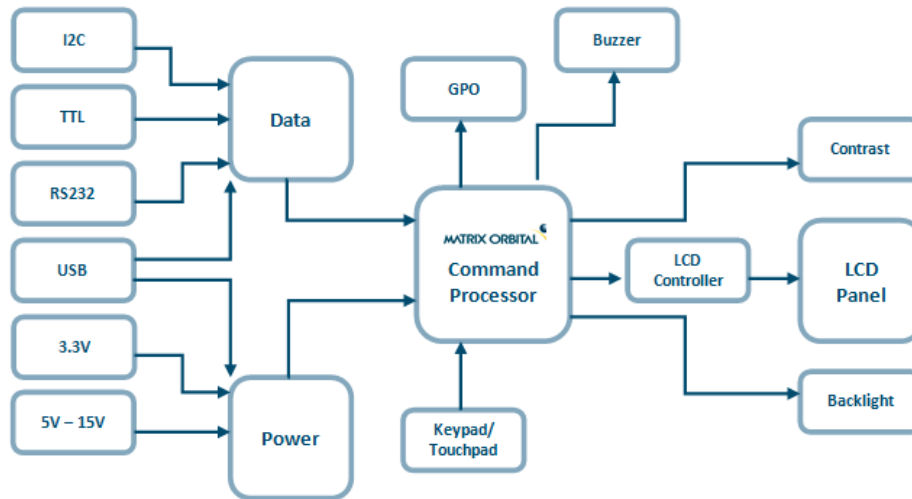 I2C
TTL
RS232
USB
3.3V
5V – 15V
Data
Power
GPO
Buzzer
MATRIX ORBITAL
Command
Processor
Keypad/
Touchpad
Contrast
LCD
Controller
LCD
Panel
Backlight